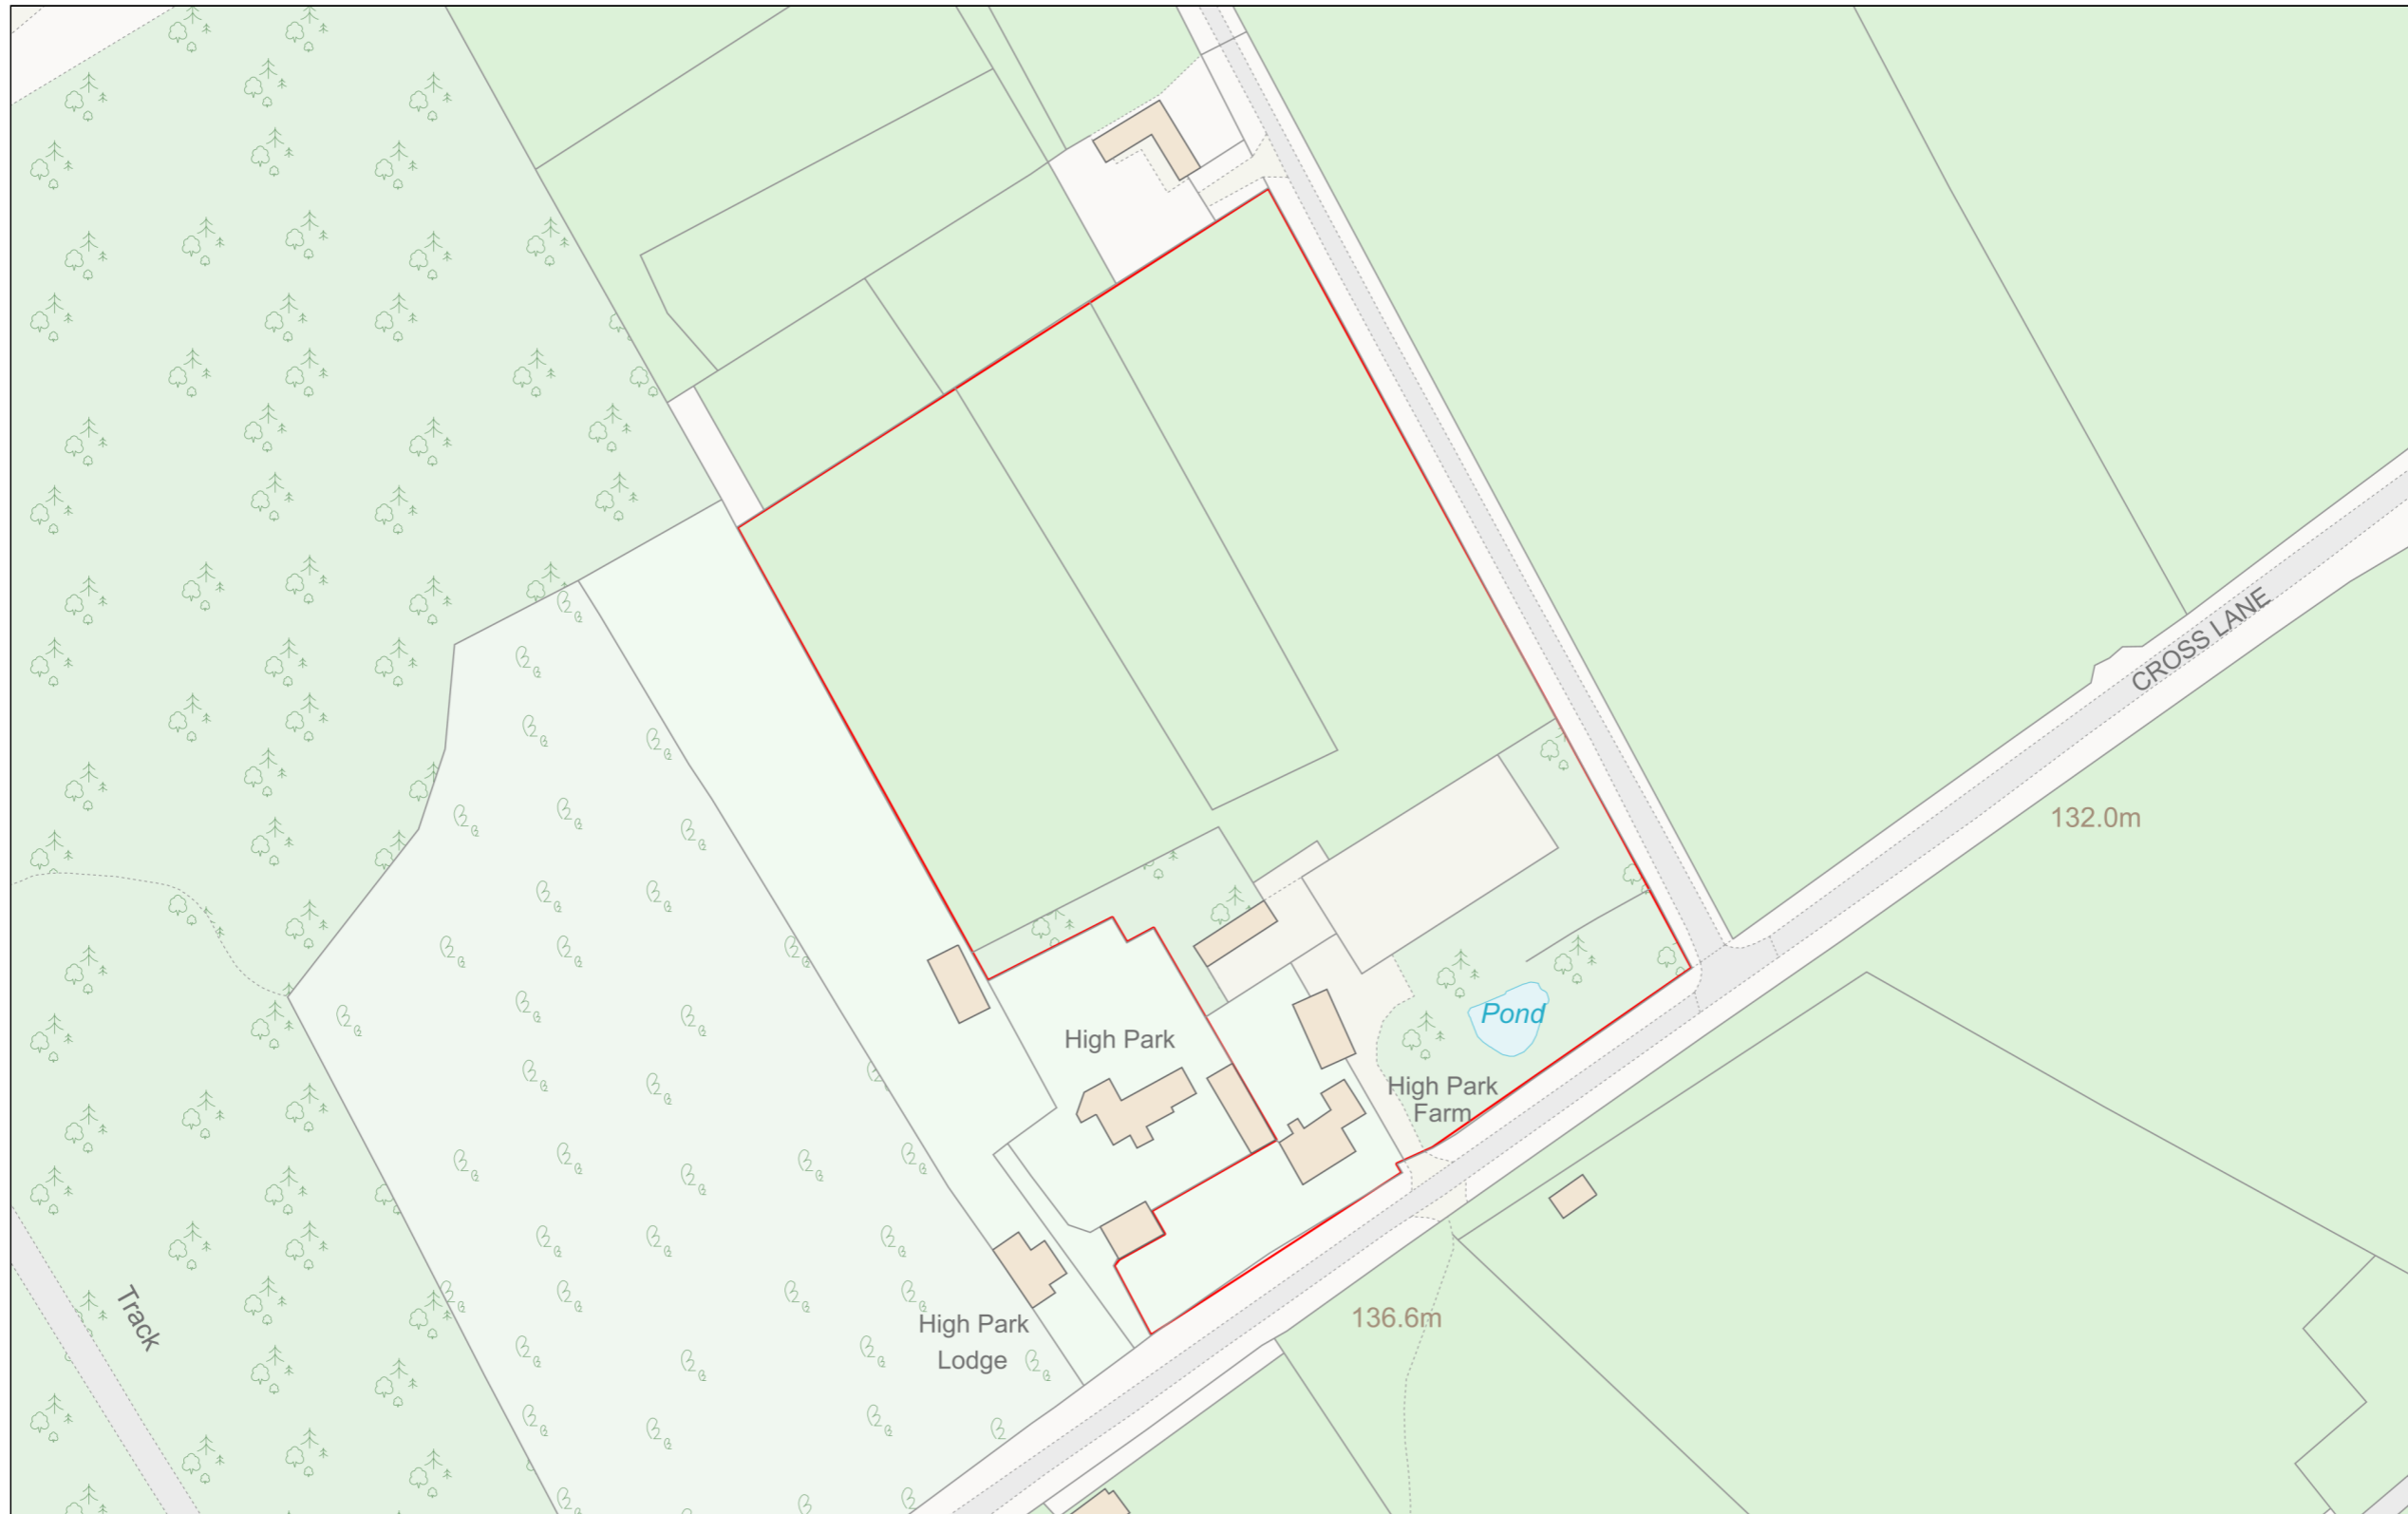 CROSS LANE
132.0m
Pond
High Park
High Park
Farm
136.6m
High Park
Lodge
Track